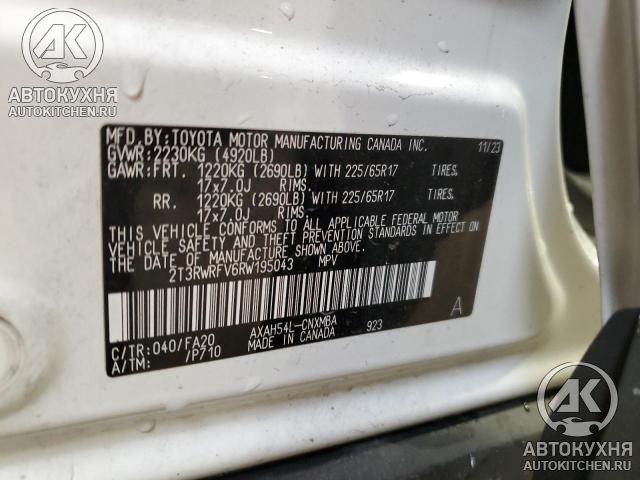 AK
АВТОКУХНЯ
AUTOKITCHEN.RU
MFD.BY:TOYOTA MOTOR MANUFACTURING CANADA INC. 11/23
GVWR:2230KG (4920LB)
GAWR:FRT. 1220KG (2690LB) WITH 225/65R17 TIRES.
17x7.0J RIMS.
RR. 1220KG (2690LB) WITH 225/65R17 TIRES.
17x7.0J RIMS.
THIS VEHICLE CONFORMS TO ALL APPLICABLE FEDERAL MOTOR
VEHICLE SAFETY AND THEFT PREVENTION STANDARDS IN EFFECT ON
THE DATE OF MANUFACTURE SHOWN ABOVE.
2T3RWRFV6RW195043 MPV
A
C/TR:040/FA20 AXAH54L-CNXMBA 923
A/TM: /P710 MADE IN CANADA
AK
АВТОКУХНЯ
AUTOKITCHEN.RU